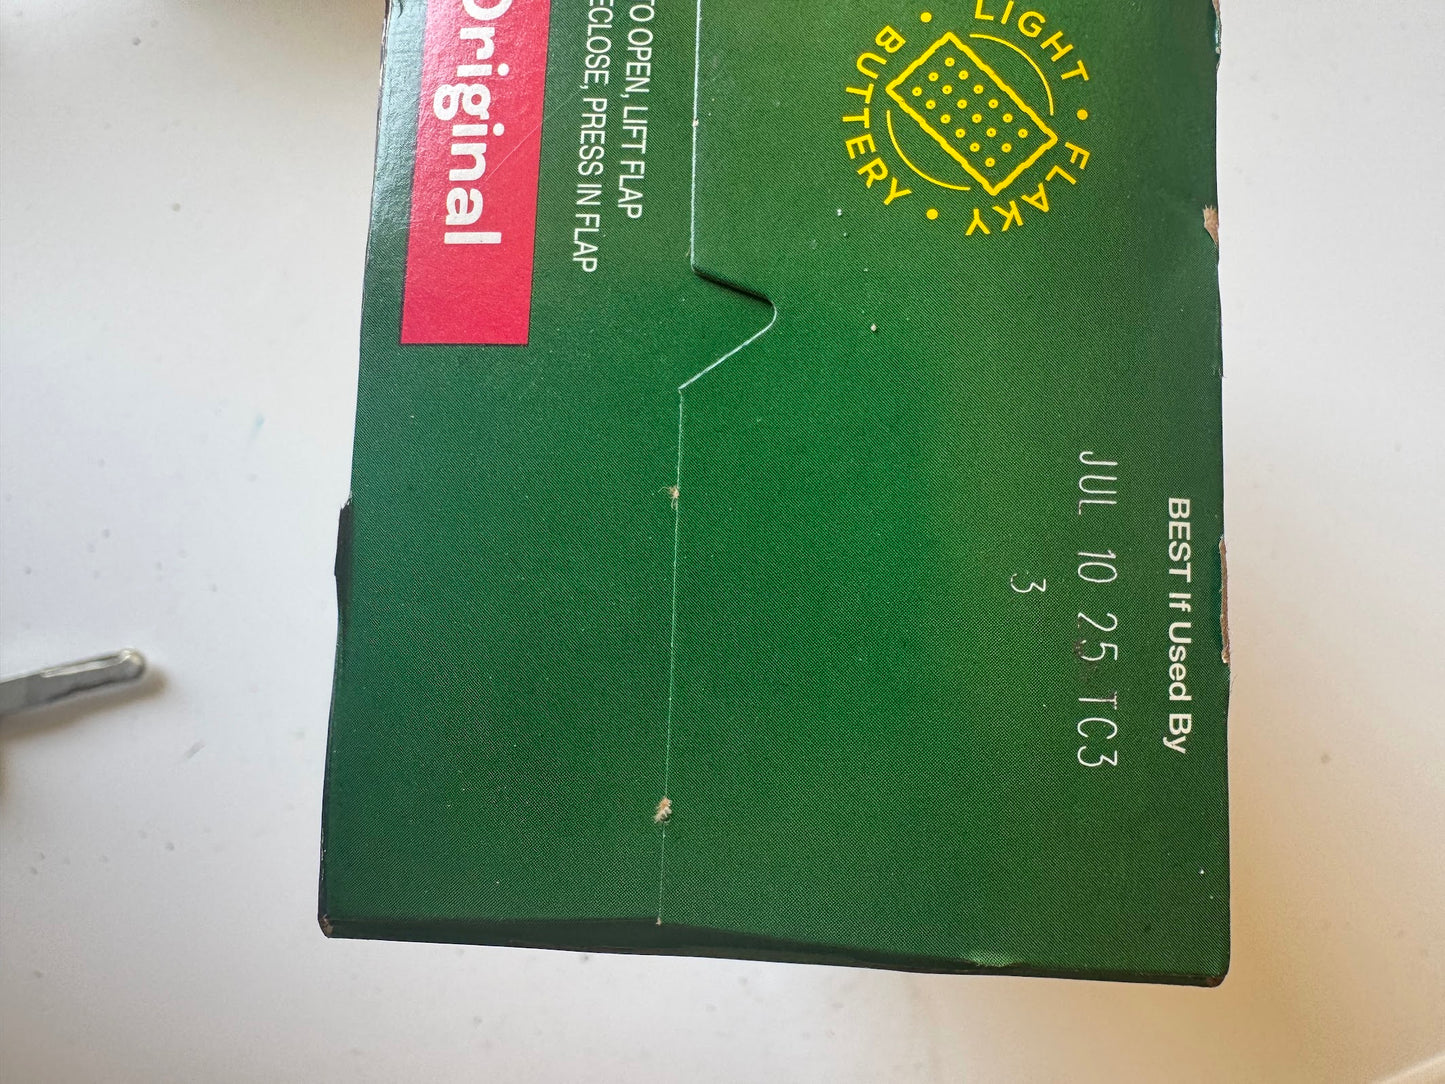 Original
TO OPEN, LIFT FLAP
ECLOSE, PRESS IN FLAP
LIGHT • FLAKY • BUTTERY •
BEST If Used By
JUL 10 25 TC3
3